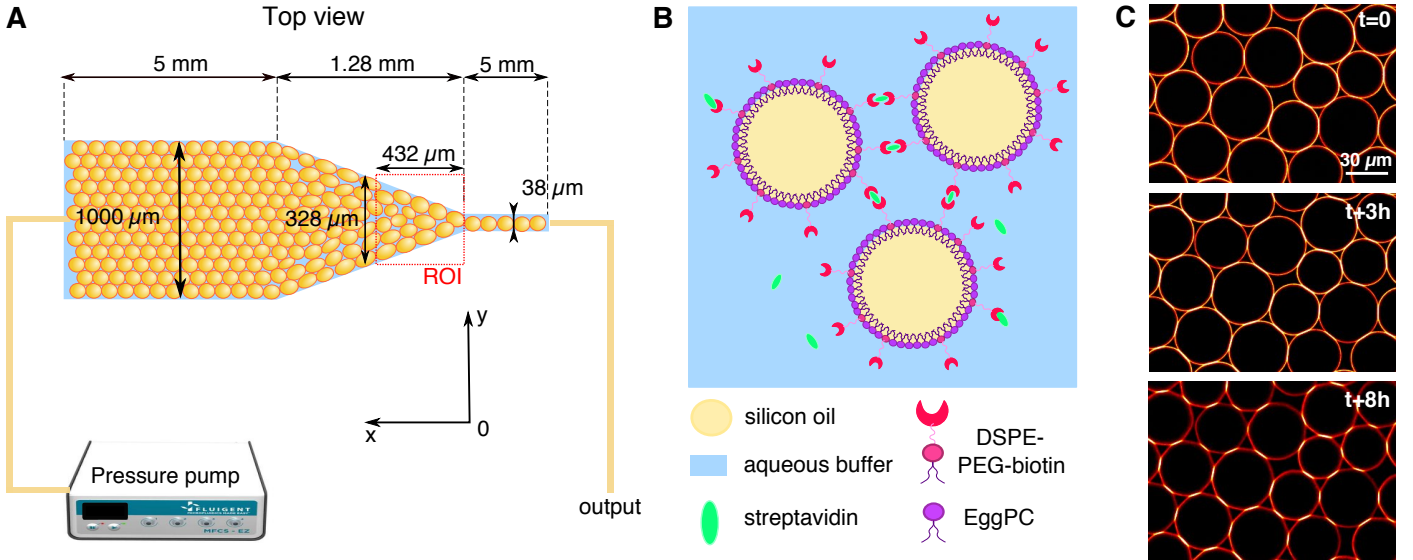 A
Top view
5 mm
1.28 mm
5 mm
432 µm
38 µm
1000 µm
328 µm
ROI
y
x
0
Pressure pump
FLUIGENT
MFCS - EZ
output
B
silicon oil
aqueous buffer
streptavidin
DSPE-
PEG-biotin
EggPC
C
t=0
30 µm
t+3h
t+8h